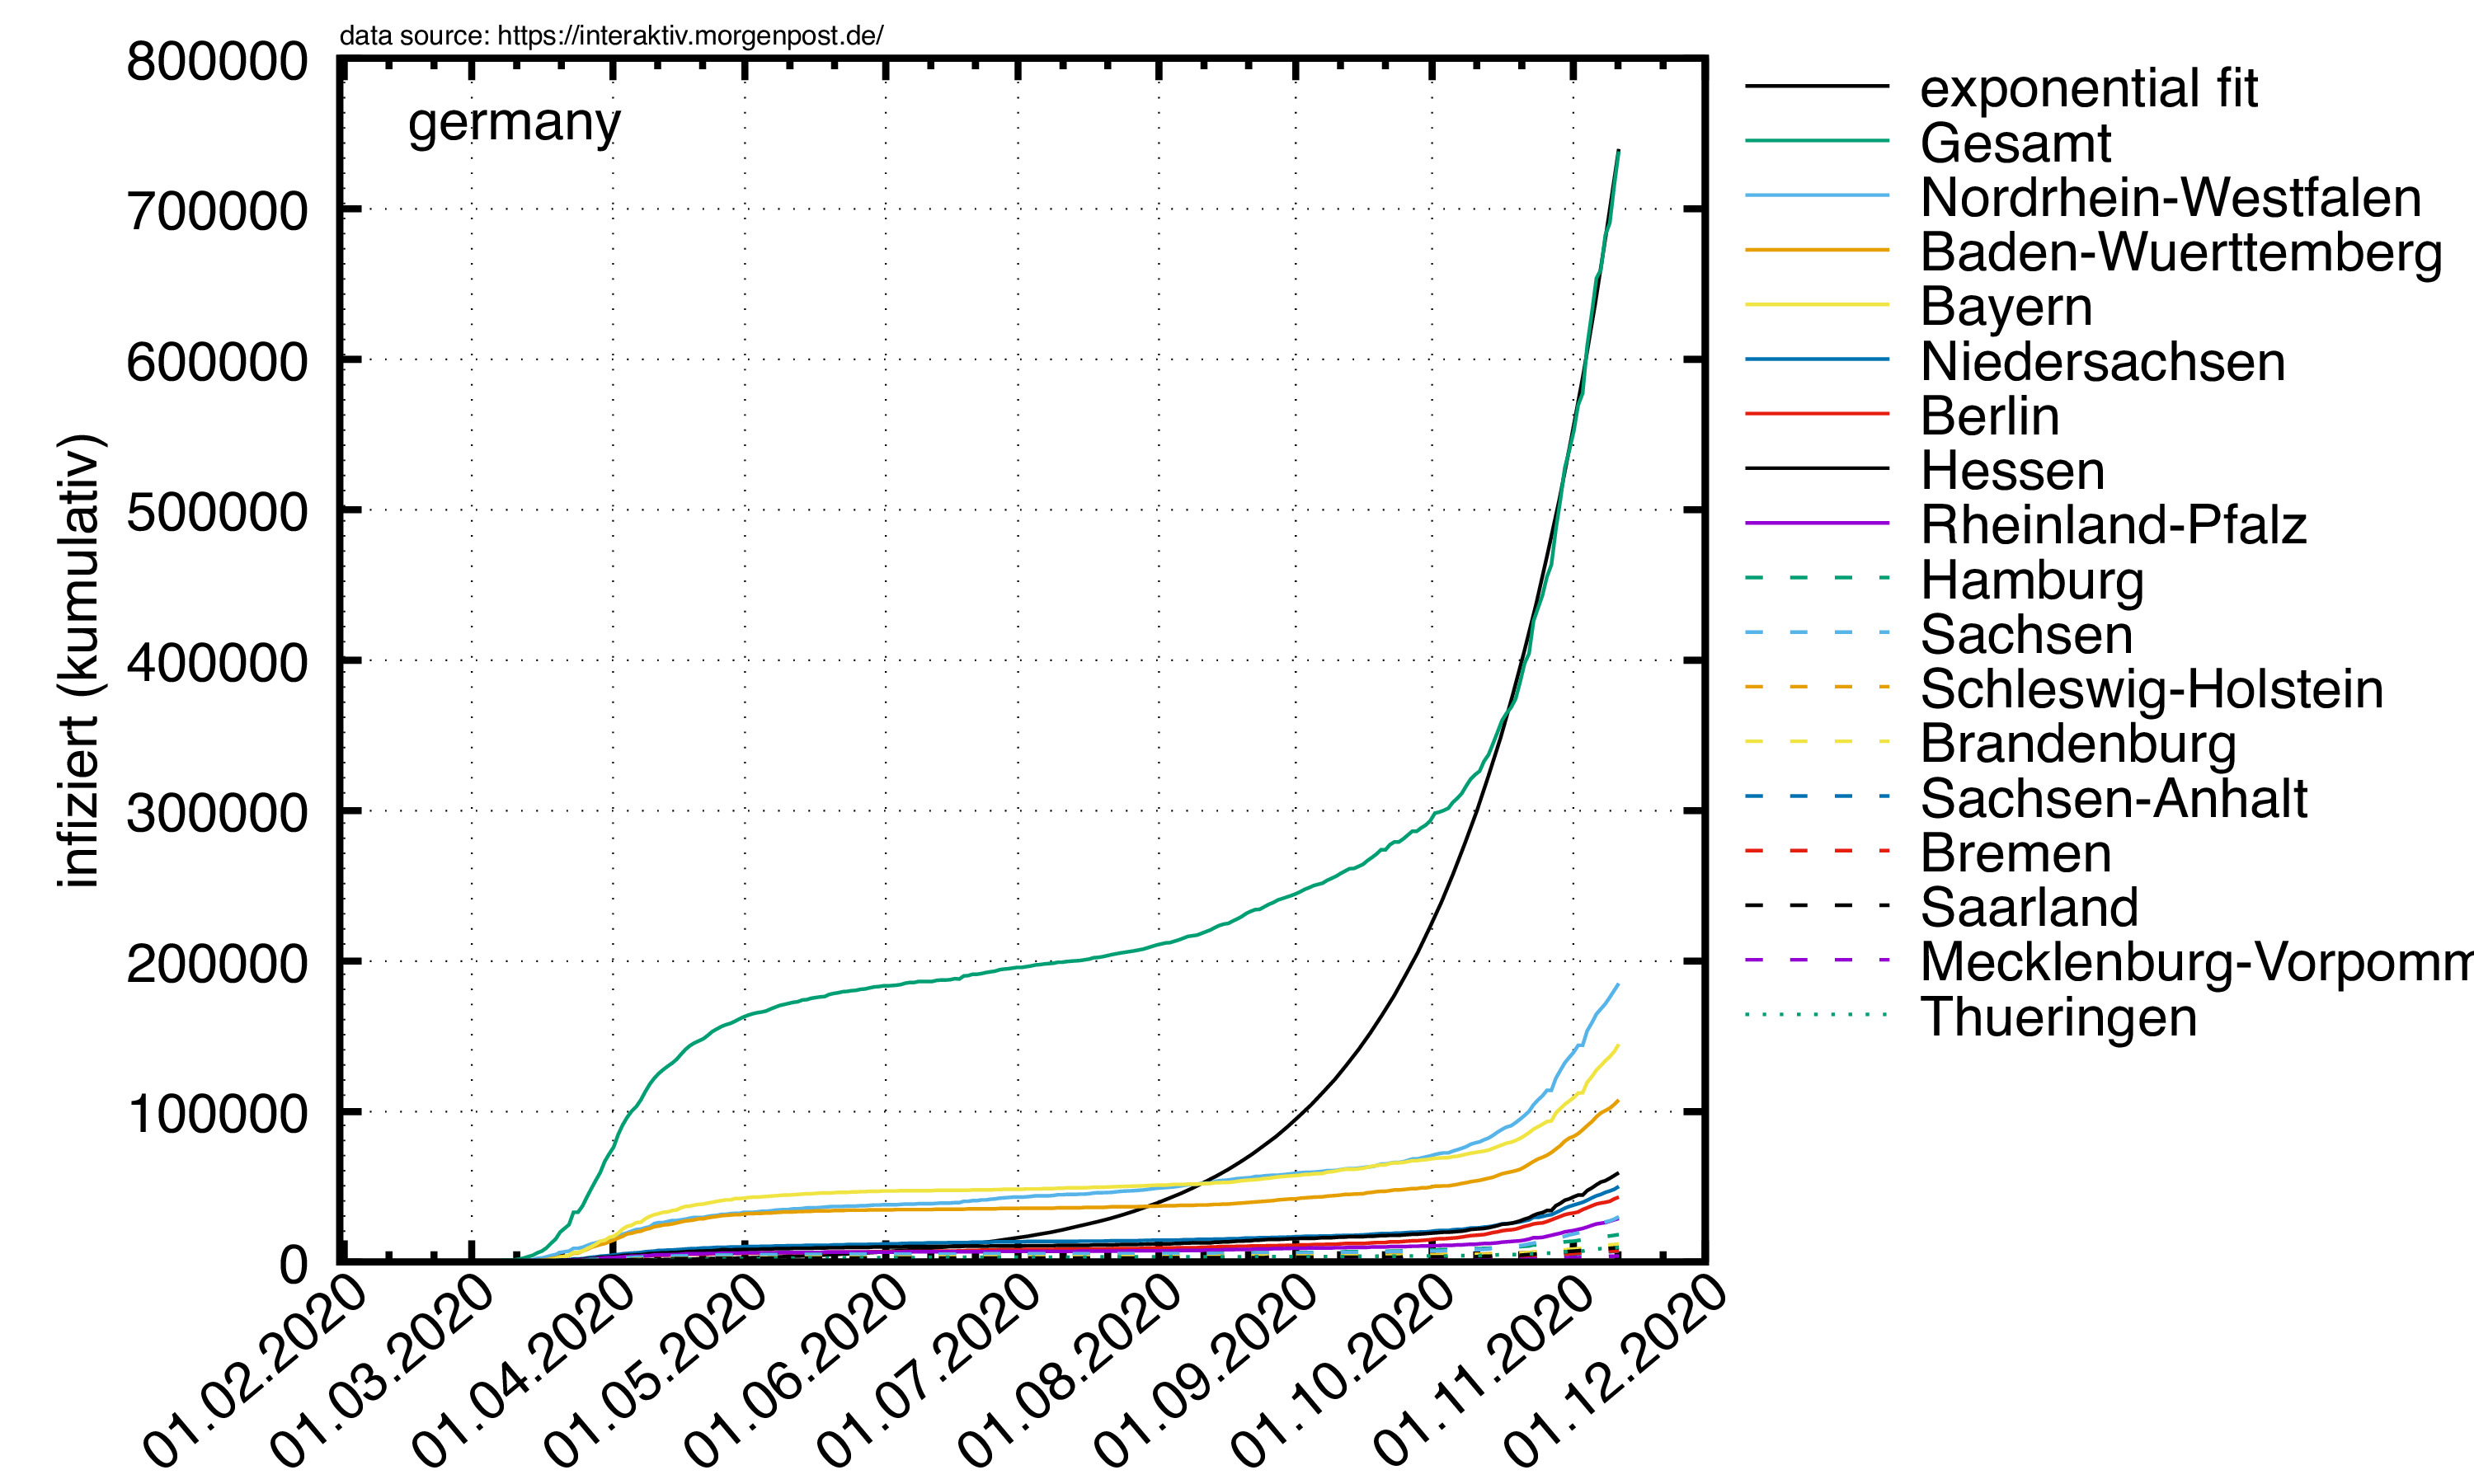 data source: https://interaktiv.morgenpost.de/
germany
infiziert (kumulativ)
800000
700000
600000
500000
400000
300000
200000
100000
0
01.02.2020
01.03.2020
01.04.2020
01.05.2020
01.06.2020
01.07.2020
01.08.2020
01.09.2020
01.10.2020
01.11.2020
01.12.2020
exponential fit
Gesamt
Nordrhein-Westfalen
Baden-Wuerttemberg
Bayern
Niedersachsen
Berlin
Hessen
Rheinland-Pfalz
Hamburg
Sachsen
Schleswig-Holstein
Brandenburg
Sachsen-Anhalt
Bremen
Saarland
Mecklenburg-Vorpomm
Thueringen